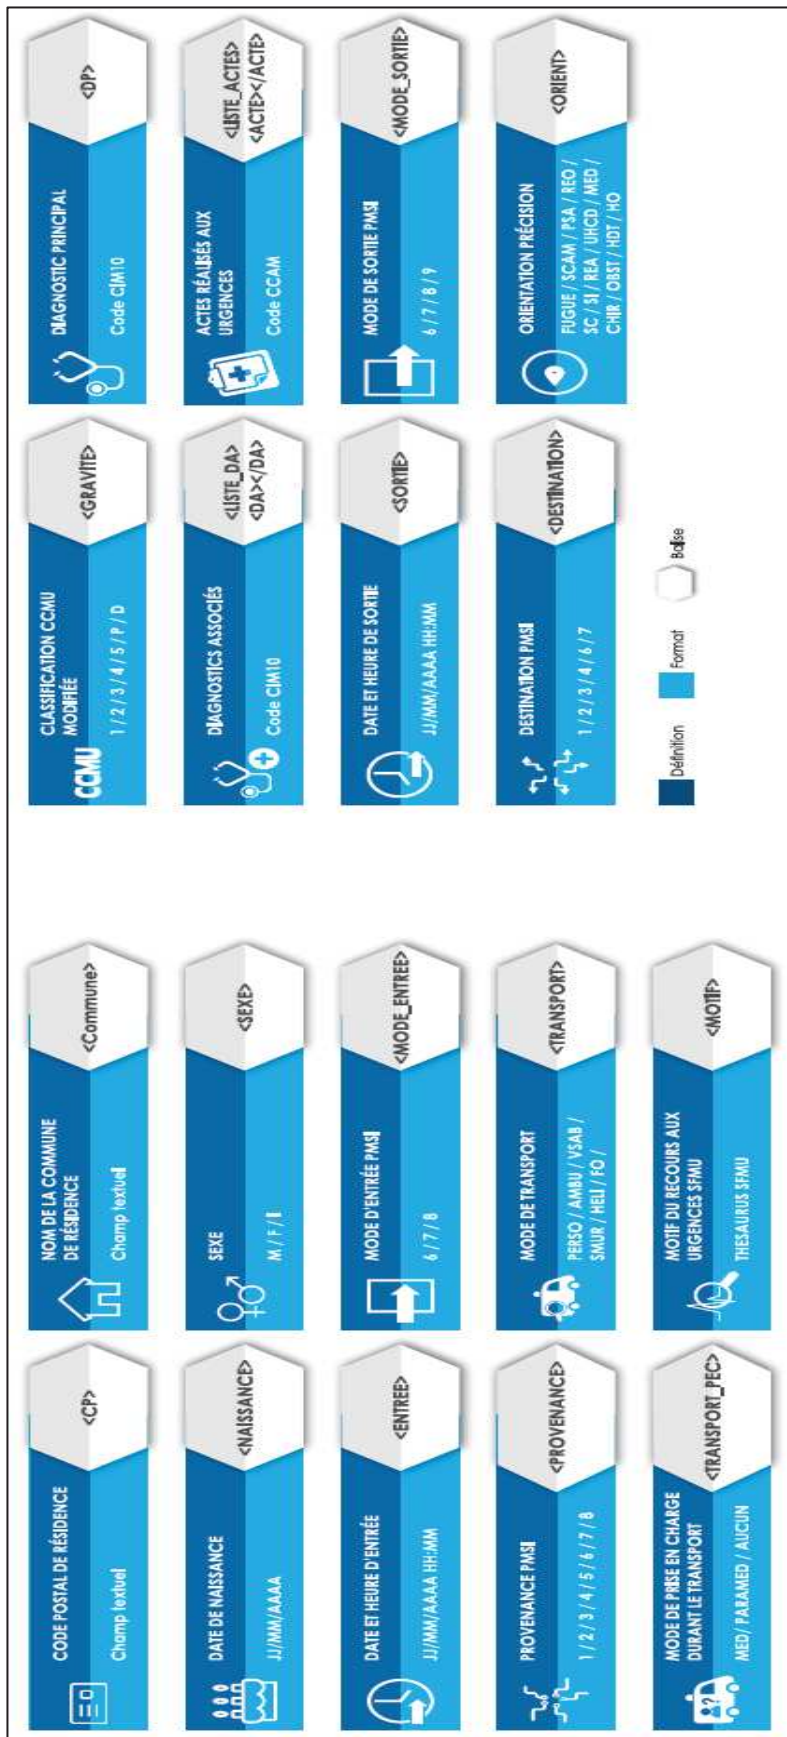 CODE POSTAL DE RÉSIDENCE
Champ textuel
<CP>
NOM DE LA COMMUNE
DE RÉSIDENCE
Champ textuel
<Commune>
DATE DE NAISSANCE
JJ/MM/AAAA
<NAISSANCE>
SEXE
M / F / I
<SEXE>
DATE ET HEURE D'ENTRÉE
JJ/MM/AAAA HH:MM
<ENTREE>
MODE D'ENTRÉE PMSI
6 / 7 / 8
<MODE_ENTREE>
PROVENANCE PMSI
1 / 2 / 3 / 4 / 5 / 6 / 7 / 8
<PROVENANCE>
MODE DE TRANSPORT
PERSO / AMBU / VSAB /
SMUR / HELI / FO /
<TRANSPORT>
MODE DE PRISE EN CHARGE
DURANT LE TRANSPORT
MED/ PARAMED / AUCUN
<TRANSPORT_PEC>
MOTIF DU RECOURS AUX
URGENCES SFMU
THESAURUS SFMU
<MOTIF>
CCMU
CLASSIFICATION CCMU
MODIFIÉE
1 / 2 / 3 / 4 / 5 / P / D
<GRAVITE>
DIAGNOSTIC PRINCIPAL
Code CIM10
<DP>
DIAGNOSTICS ASSOCIÉS
Code CIM10
<LISTE_DA>
<DA></DA>
ACTES RÉALISÉS AUX
URGENCES
Code CCAM
<LISTE_ACTES>
<ACTE></ACTE>
DATE ET HEURE DE SORTIE
JJ/MM/AAAA HH:MM
<SORTIE>
MODE DE SORTIE PMSI
6 / 7 / 8 / 9
<MODE_SORTIE>
DESTINATION PMSI
1 / 2 / 3 / 4 / 6 / 7
<DESTINATION>
ORIENTATION PRÉCISION
FUGUE / SCAM / PSA / REO /
SC / SI / REA / UHCD / MED /
CHIR / OBST / HDT / HO
<ORIENT>
Définition
Format
Balise